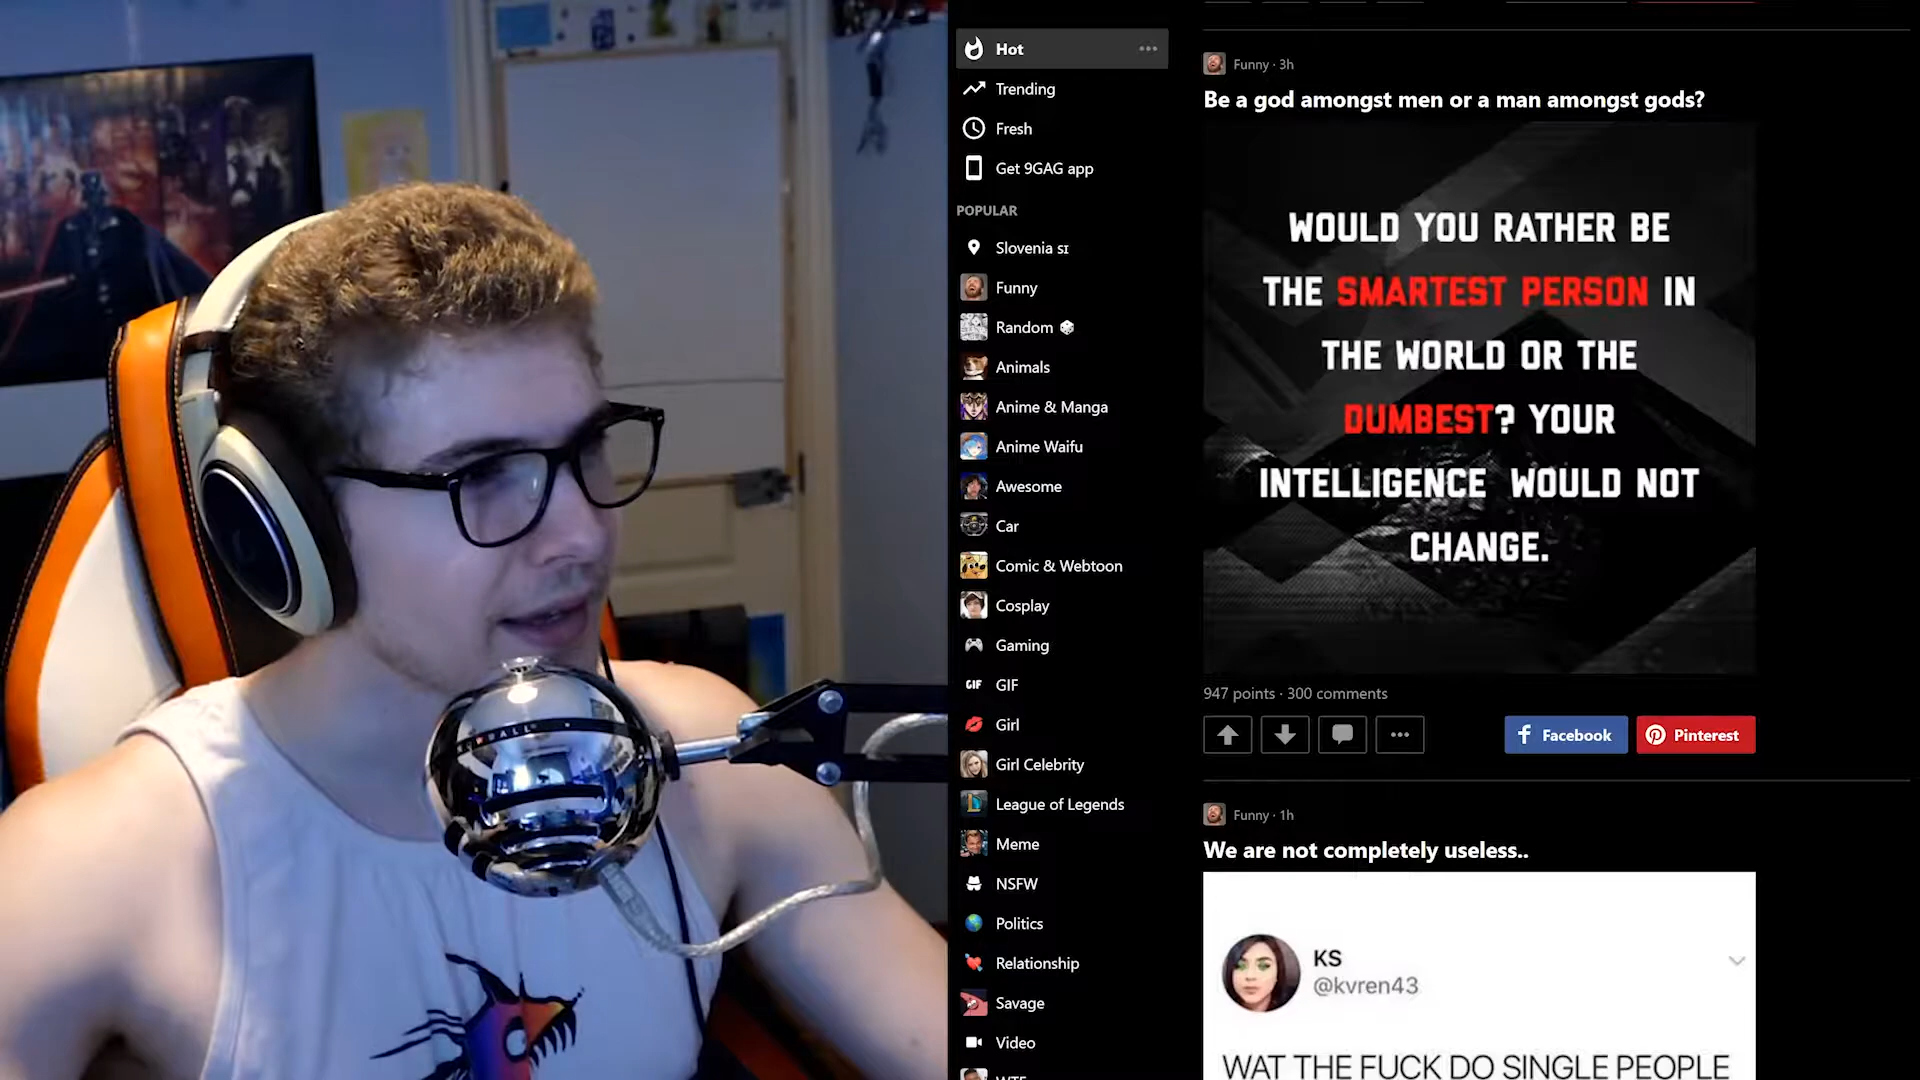 Hot
Trending
Fresh
Get 9GAG app
POPULAR
Slovenia sɪ
Funny
Random
Animals
Anime & Manga
Anime Waifu
Awesome
Car
Comic & Webtoon
Cosplay
Gaming
GIF GIF
Girl
Girl Celebrity
League of Legends
Meme
NSFW
Politics
Relationship
Savage
Video
Funny · 3h
Be a god amongst men or a man amongst gods?
WOULD YOU RATHER BE
THE SMARTEST PERSON IN
THE WORLD OR THE
DUMBEST? YOUR
INTELLIGENCE WOULD NOT
CHANGE.
947 points · 300 comments
Facebook
Pinterest
Funny · 1h
We are not completely useless..
KS
@kvren43
WAT THE FUCK DO SINGLE PEOPLE